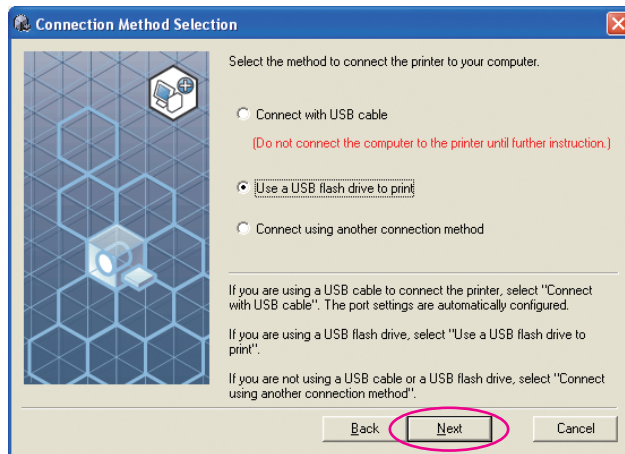 Connection Method Selection
Select the method to connect the printer to your computer.
Connect with USB cable
(Do not connect the computer to the printer until further instruction.)
Use a USB flash drive to print
Connect using another connection method
If you are using a USB cable to connect the printer, select "Connect
with USB cable". The port settings are automatically configured.
If you are using a USB flash drive, select "Use a USB flash drive to
print".
If you are not using a USB cable or a USB flash drive, select "Connect
using another connection method".
Back
Next
Cancel